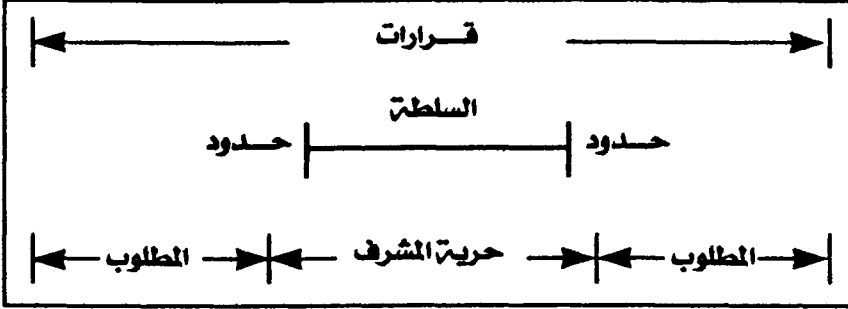 قـــرارات
السلطة
حـــدود حـــدود
المطلوب حرية المشرف المطلوب